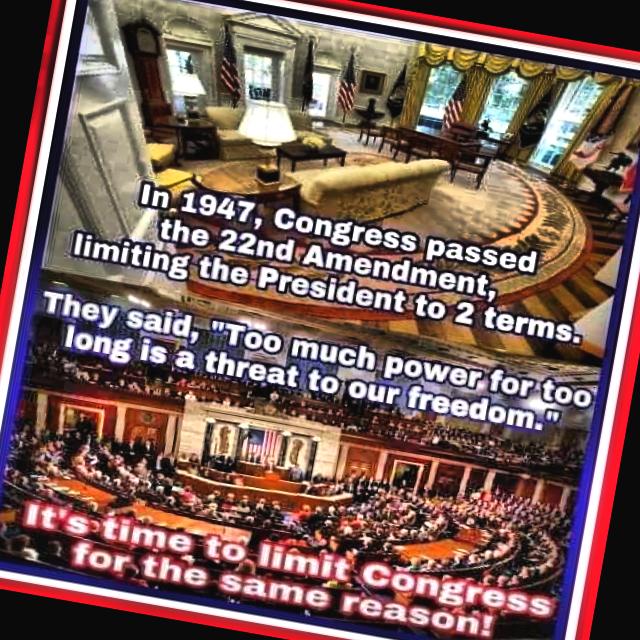 In 1947, Congress passed
the 22nd Amendment,
limiting the President to 2 terms.
They said, "Too much power for too
long is a threat to our freedom."
It's time to limit Congress
for the same reason!